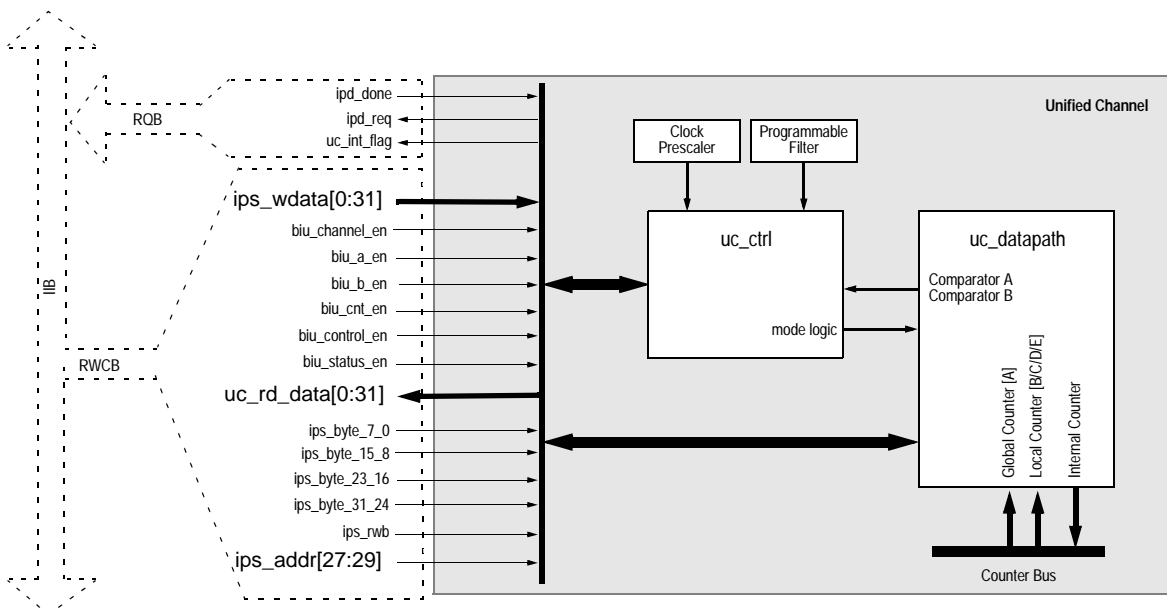 IIB
RQB
RWCB
ipd_done
ipd_req
uc_int_flag
ips_wdata[0:31]
biu_channel_en
biu_a_en
biu_b_en
biu_cnt_en
biu_control_en
biu_status_en
uc_rd_data[0:31]
ips_byte_7_0
ips_byte_15_8
ips_byte_23_16
ips_byte_31_24
ips_rwb
ips_addr[27:29]
Unified Channel
Clock
Prescaler
Programmable
Filter
uc_ctrl
mode logic
uc_datapath
Comparator A
Comparator B
Global Counter [A]
Local Counter [B/C/D/E]
Internal Counter
Counter Bus